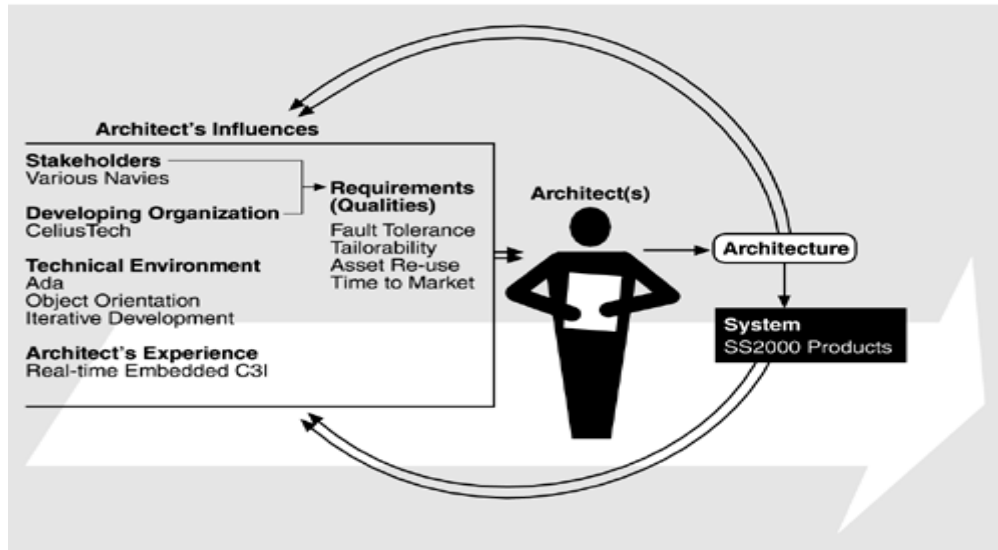 Architect's Influences
Stakeholders
Various Navies
Developing Organization
CeliusTech
Technical Environment
Ada
Object Orientation
Iterative Development
Architect's Experience
Real-time Embedded C3I
Requirements
(Qualities)
Fault Tolerance
Tailorability
Asset Re-use
Time to Market
Architect(s)
Architecture
System
SS2000 Products